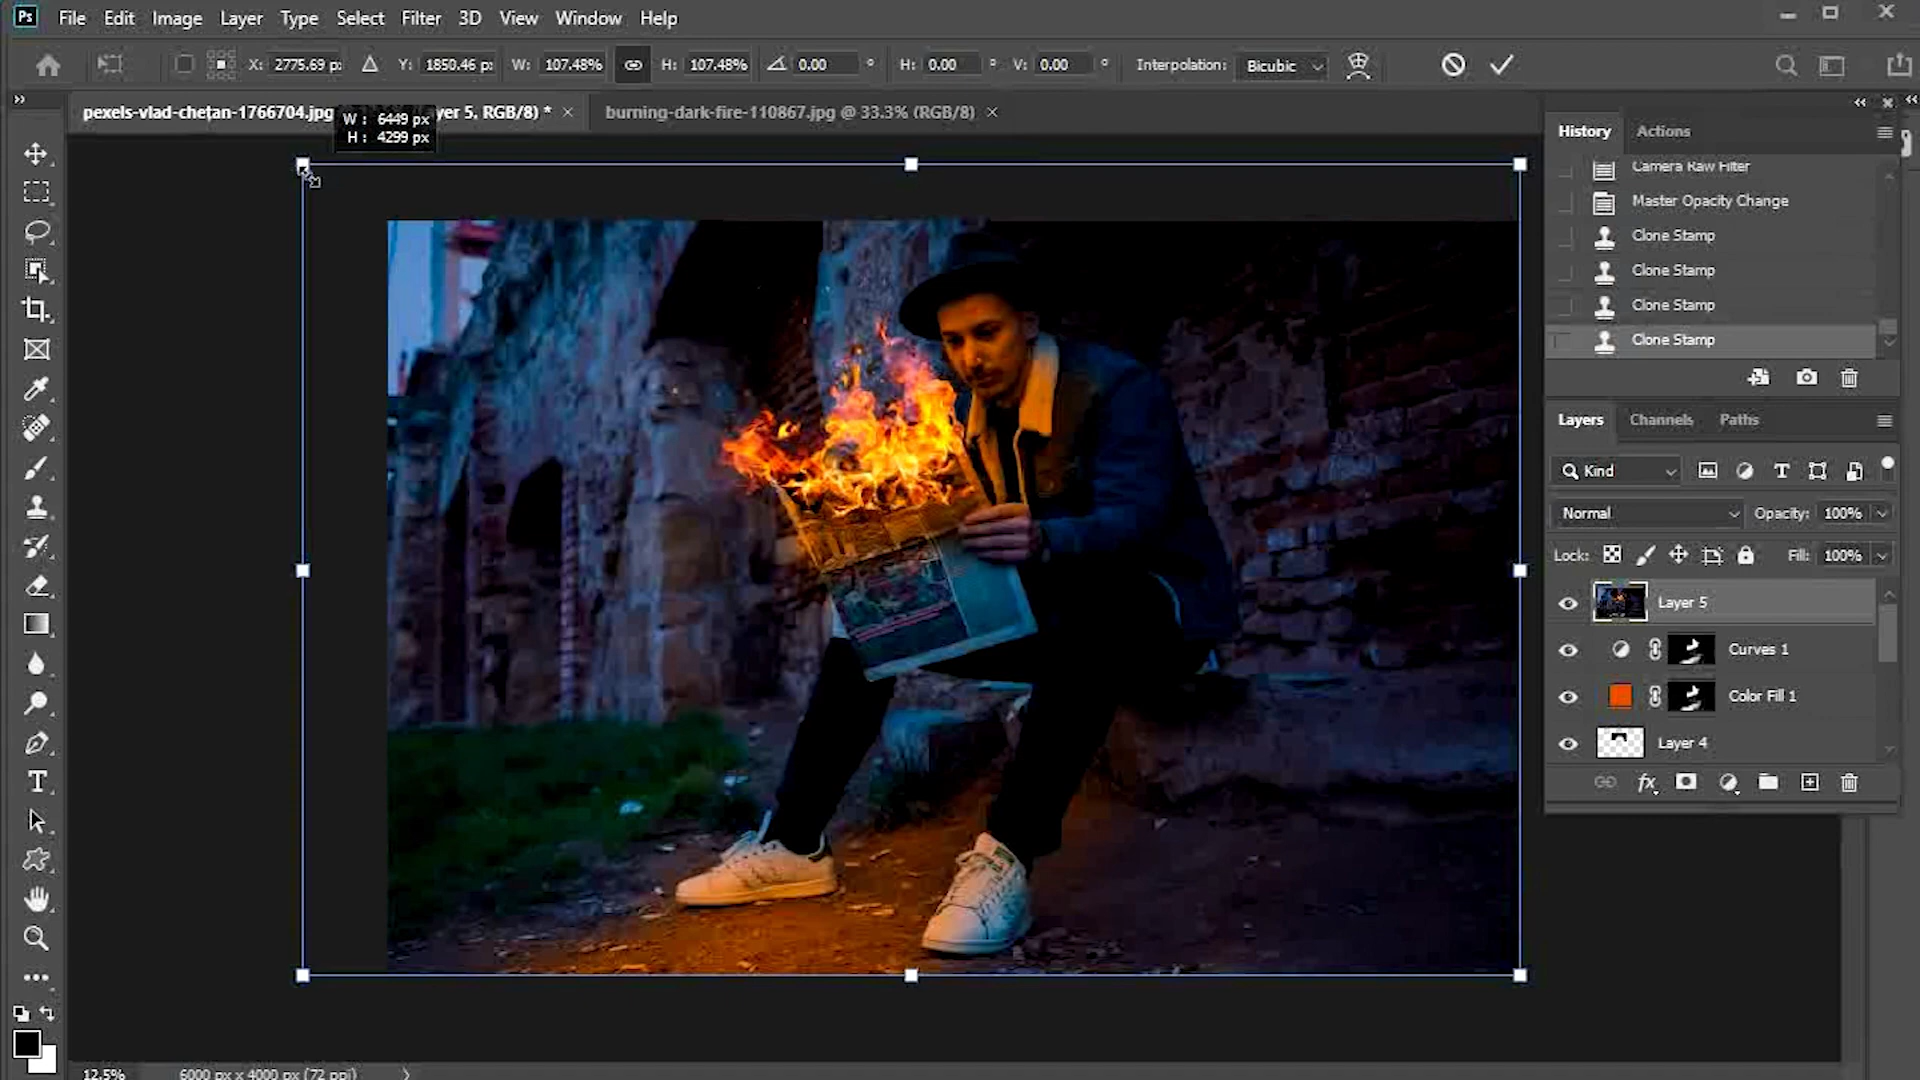 Ps File Edit Image Layer Type Select Filter 3D View Window Help
X: 2775.69 px Y: 1850.46 px W: 107.48% H: 107.48% 0.00 ° H: 0.00 ° V: 0.00 ° Interpolation: Bicubic
pexels-vlad-chetan-1766704.jpg yer 5, RGB/8) * × burning-dark-fire-110867.jpg @ 33.3% (RGB/8) ×
W : 6449 px
H : 4299 px
History Actions
Camera Raw Filter
Master Opacity Change
Clone Stamp
Clone Stamp
Clone Stamp
Clone Stamp
Layers Channels Paths
Kind
Normal Opacity: 100%
Lock: Fill: 100%
Layer 5
Curves 1
Color Fill 1
Layer 4
fx
12.5% 6000 px x 4000 px (72 ppi)